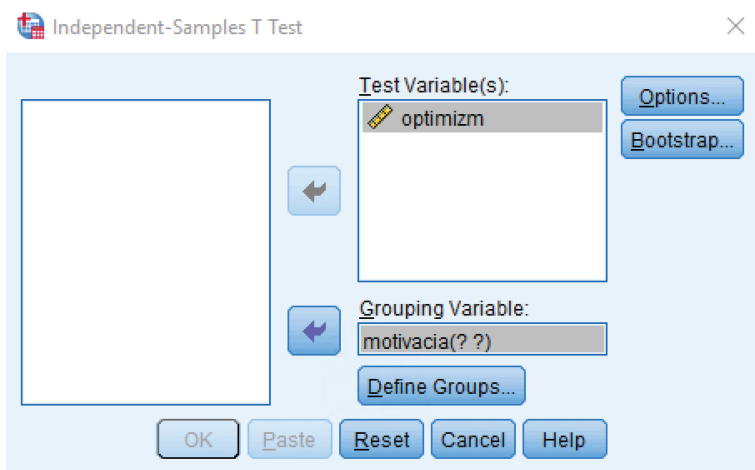 Independent-Samples T Test
Test Variable(s):
optimizm
Options...
Bootstrap...
Grouping Variable:
motivacia(? ?)
Define Groups...
OK Paste Reset Cancel Help